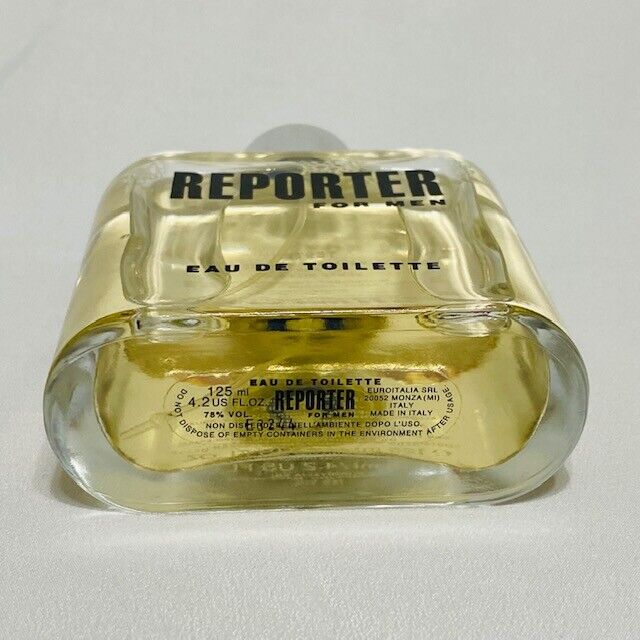 REPORTER
FOR MEN
EAU DE TOILETTE
EAU DE TOILETTE
125 ml
4.2 US FL.OZ.
78% VOL.
REPORTER
FOR MEN
EUROITALIA SRL
20052 MONZA(MI)
ITALY
MADE IN ITALY
NON DISPERDERE NELL'AMBIENTE DOPO L'USO.
DO NOT DISPOSE OF EMPTY CONTAINERS IN THE ENVIRONMENT AFTER USAGE